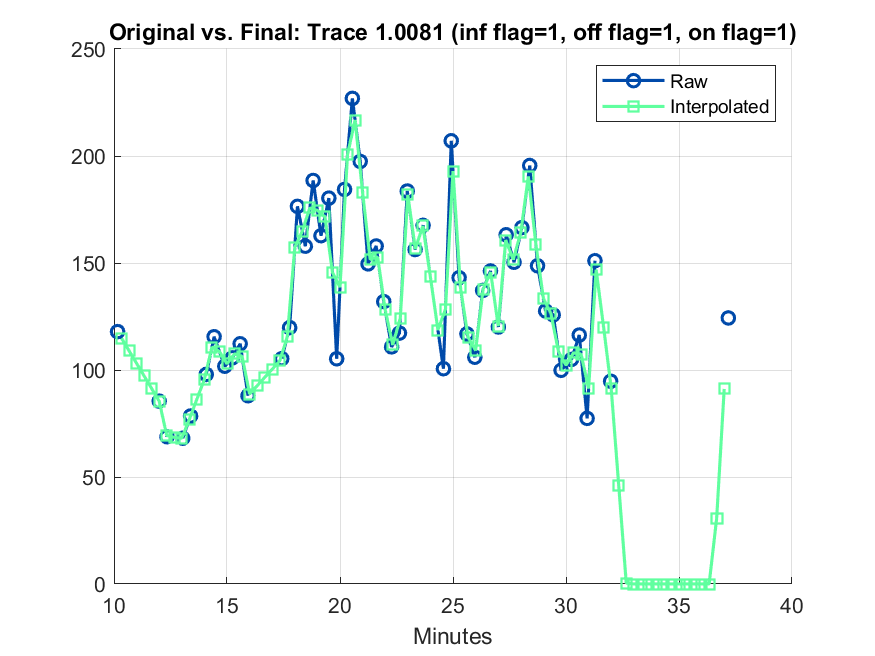 Original vs. Final: Trace 1.0081 (inf flag=1, off flag=1, on flag=1)
250
200
150
100
50
0
Raw
Interpolated
10 15 20 25 30 35 40
Minutes